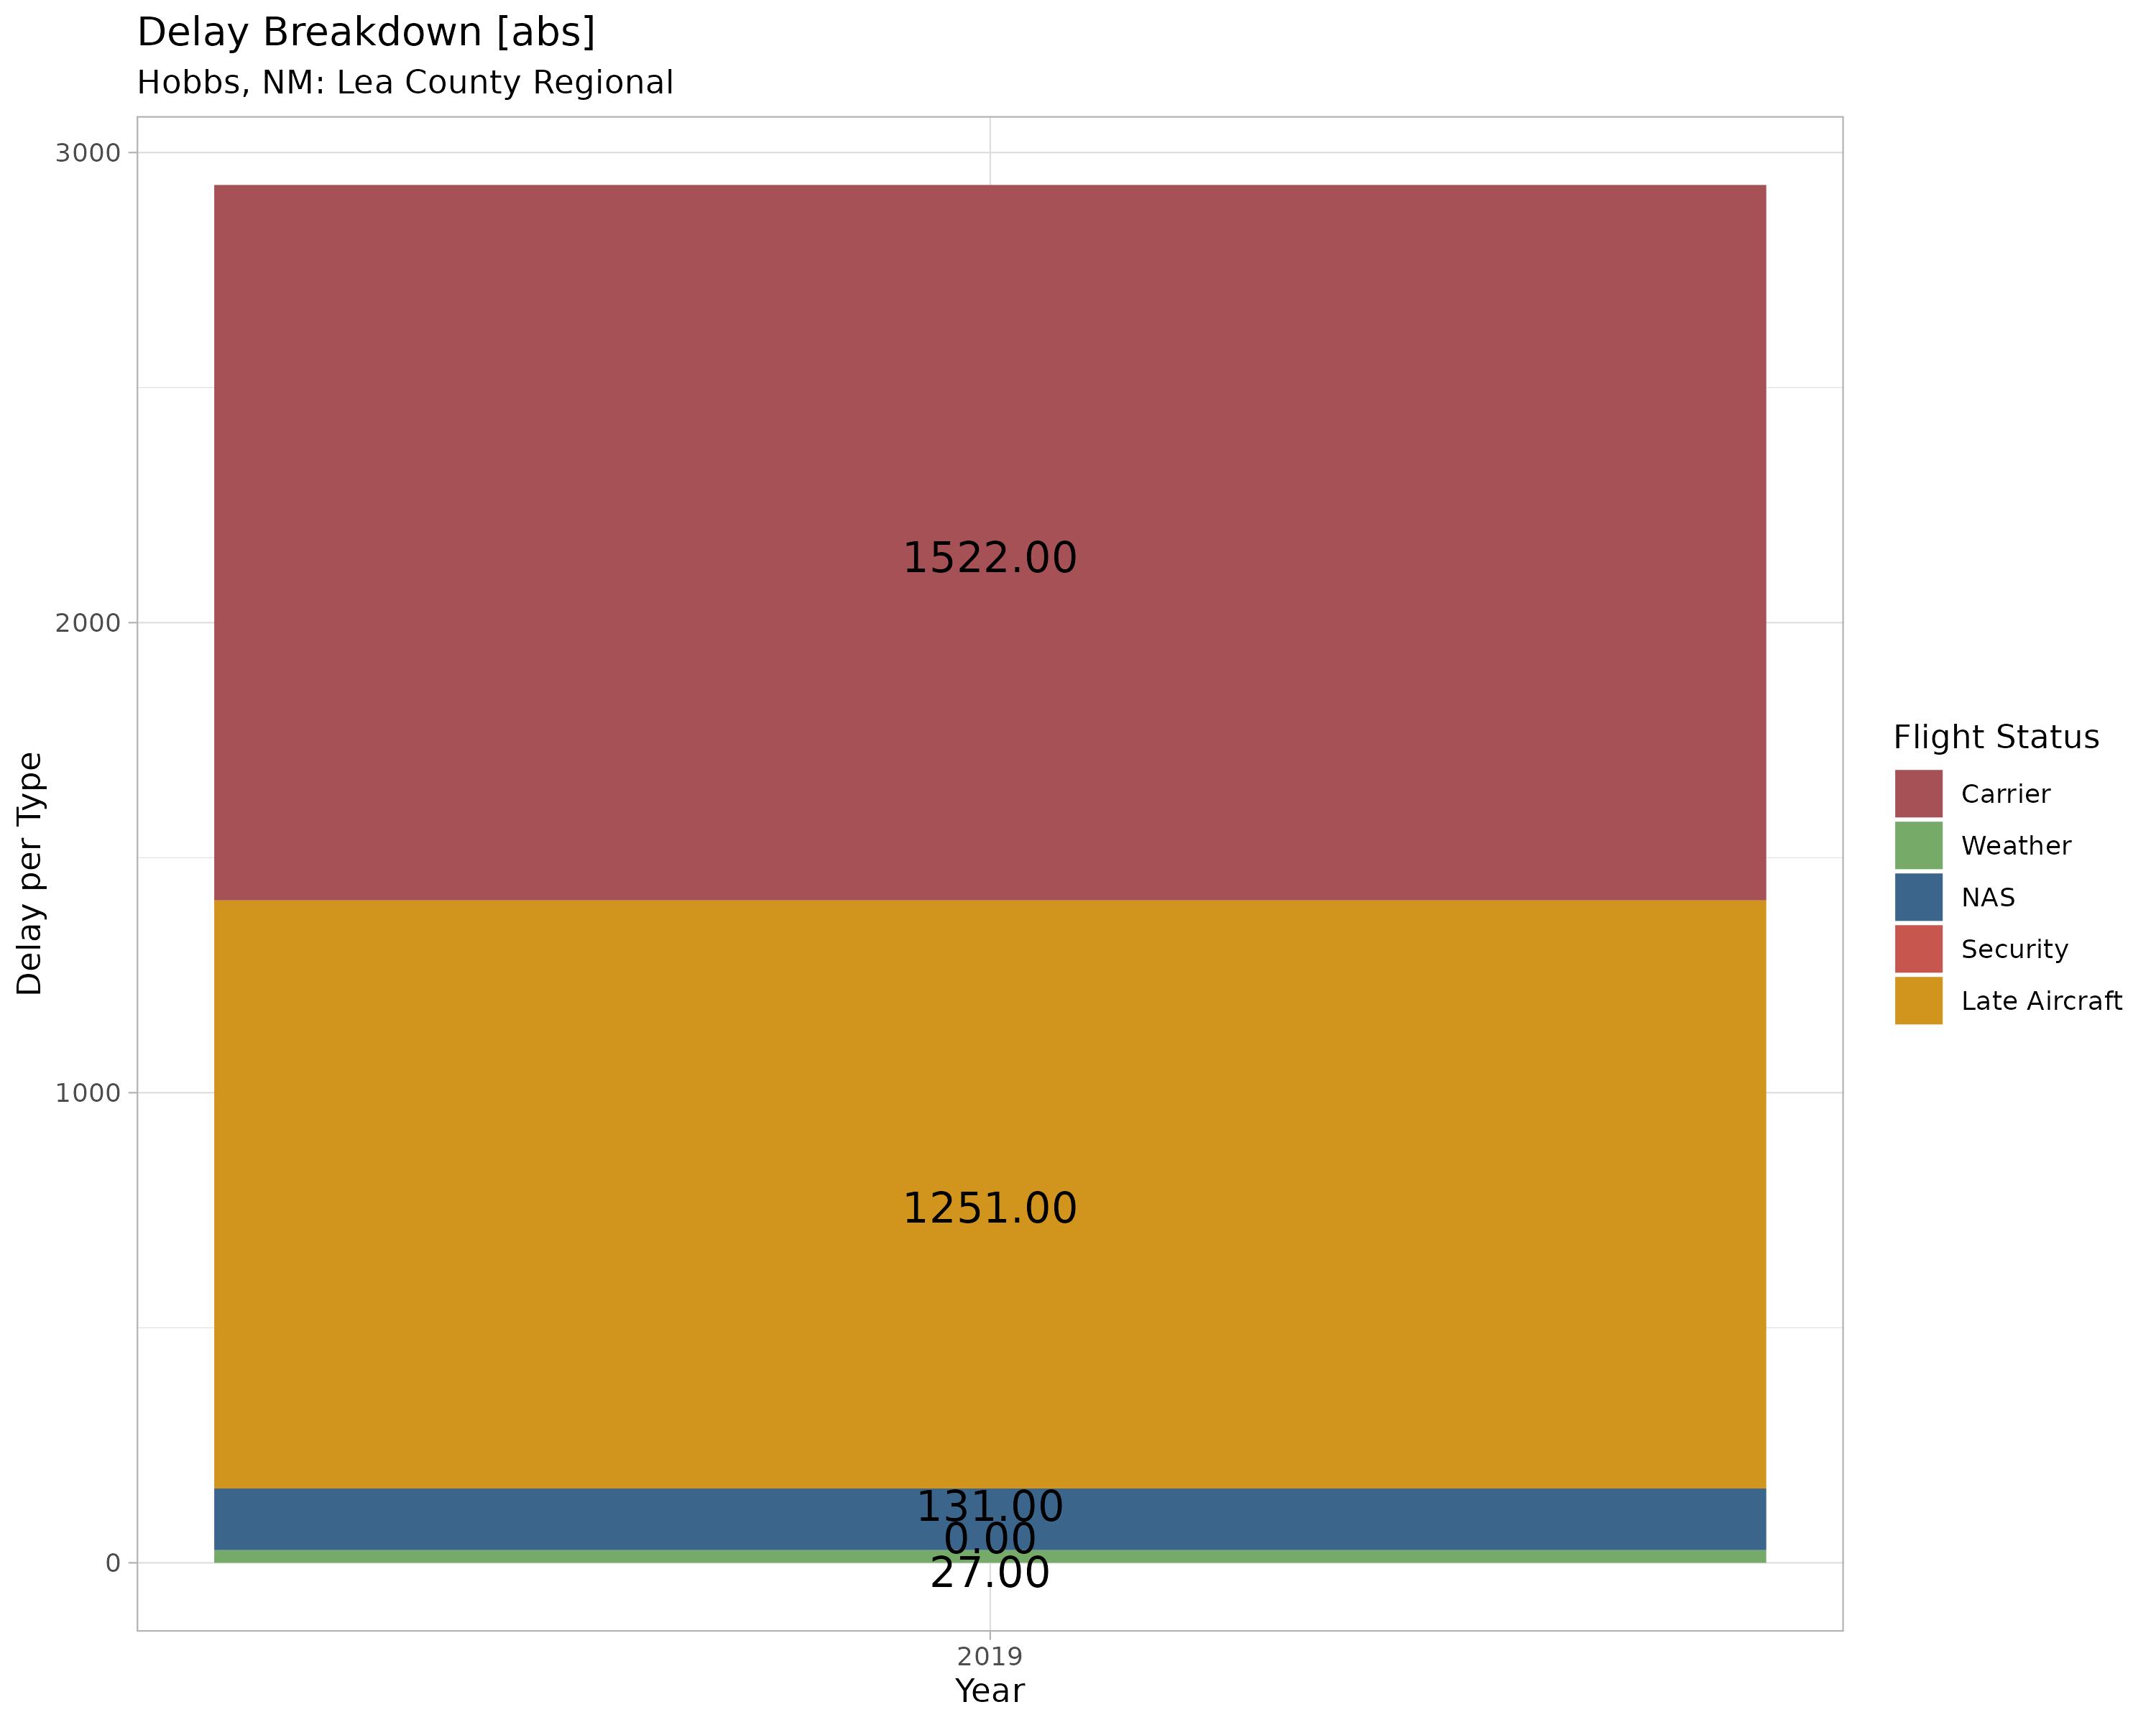 Delay Breakdown [abs]
Hobbs, NM: Lea County Regional
3000
2000
1000
0
Delay per Type
1522.00
1251.00
131.00
0.00
27.00
2019
Year
Flight Status
Carrier
Weather
NAS
Security
Late Aircraft